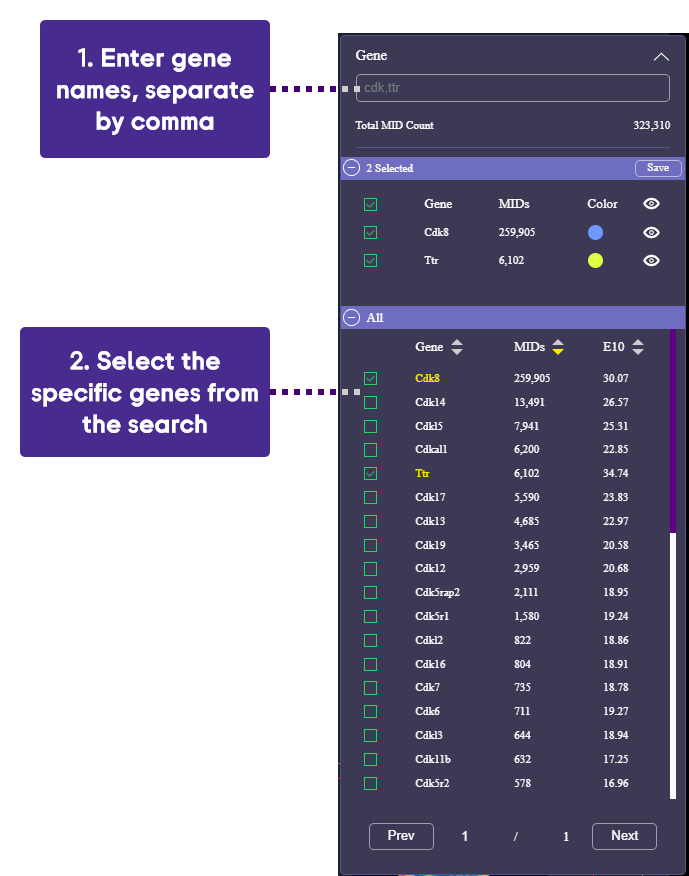 1. Enter gene
names, separate
by comma
Gene
cdk,ttr
Total MID Count 323,310
2 Selected Save
Gene MIDs Color
Cdk8 259,905
Ttr 6,102
2. Select the
specific genes from
the search
All
Gene MIDs E10
Cdk8 259,905 30.07
Cdk14 13,491 26.57
Cdkl5 7,941 25.31
Cdkal1 6,200 22.85
Ttr 6,102 34.74
Cdk17 5,590 23.83
Cdk13 4,685 22.97
Cdk19 3,465 20.58
Cdk12 2,959 20.68
Cdk5rap2 2,111 18.95
Cdk5r1 1,580 19.24
Cdkl2 822 18.86
Cdk16 804 18.91
Cdk7 735 18.78
Cdk6 711 19.27
Cdkl3 644 18.94
Cdk11b 632 17.25
Cdk5r2 578 16.96
Prev 1 / 1 Next